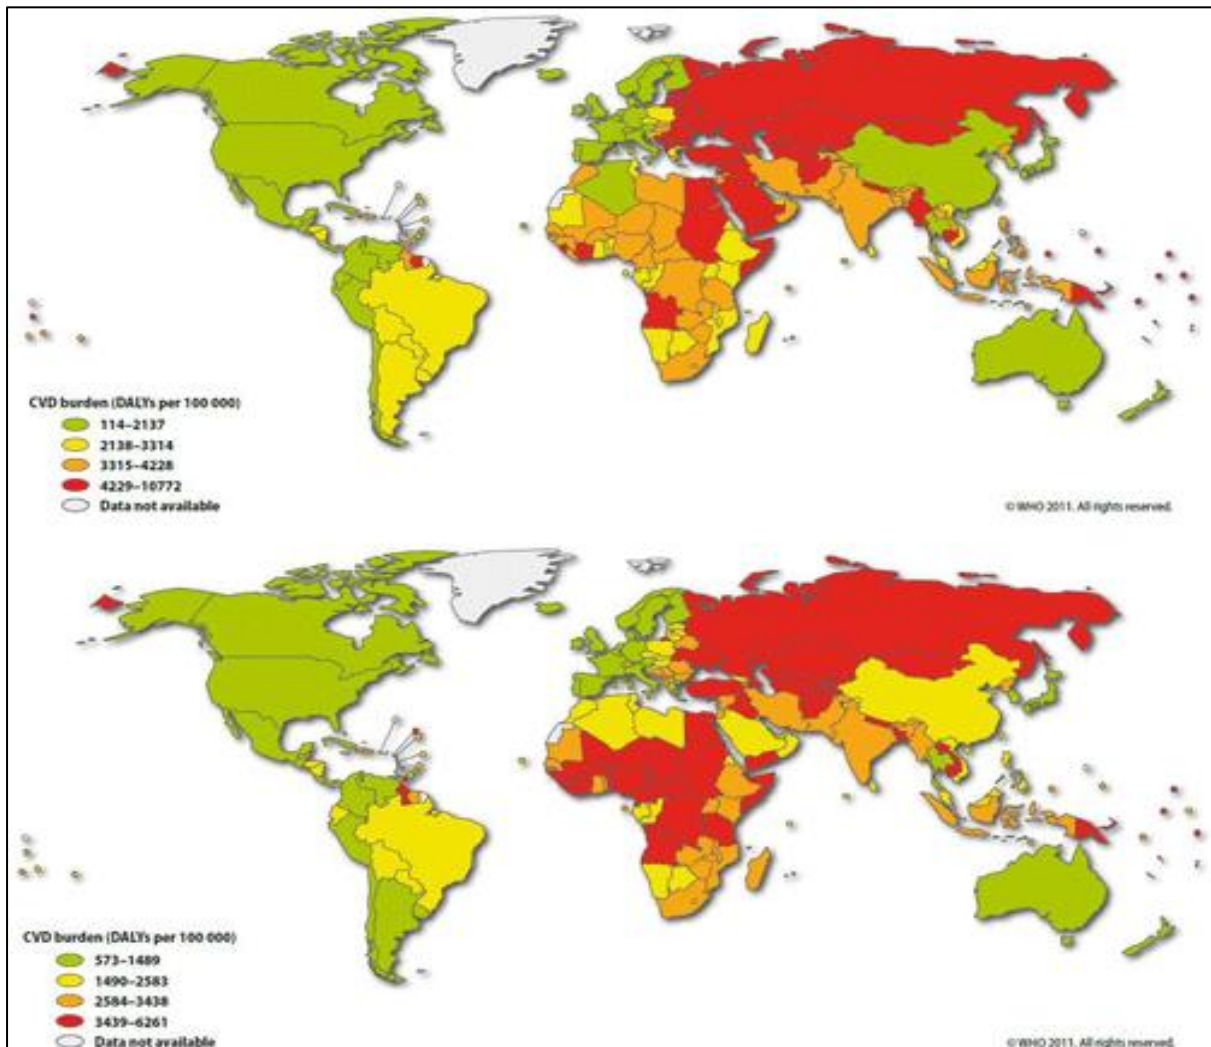 CVD burden (DALYs per 100 000)
114–2137
2138–3314
3315–4228
4229–10772
Data not available
© WHO 2011. All rights reserved.
CVD burden (DALYs per 100 000)
573–1489
1490–2583
2584–3438
3439–6261
Data not available
© WHO 2011. All rights reserved.